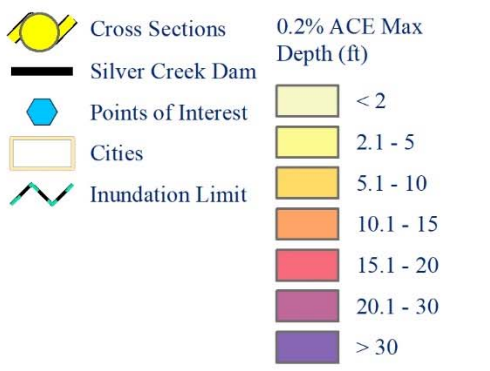 Cross Sections
Silver Creek Dam
Points of Interest
Cities
Inundation Limit
0.2% ACE Max
Depth (ft)
< 2
2.1 - 5
5.1 - 10
10.1 - 15
15.1 - 20
20.1 - 30
> 30